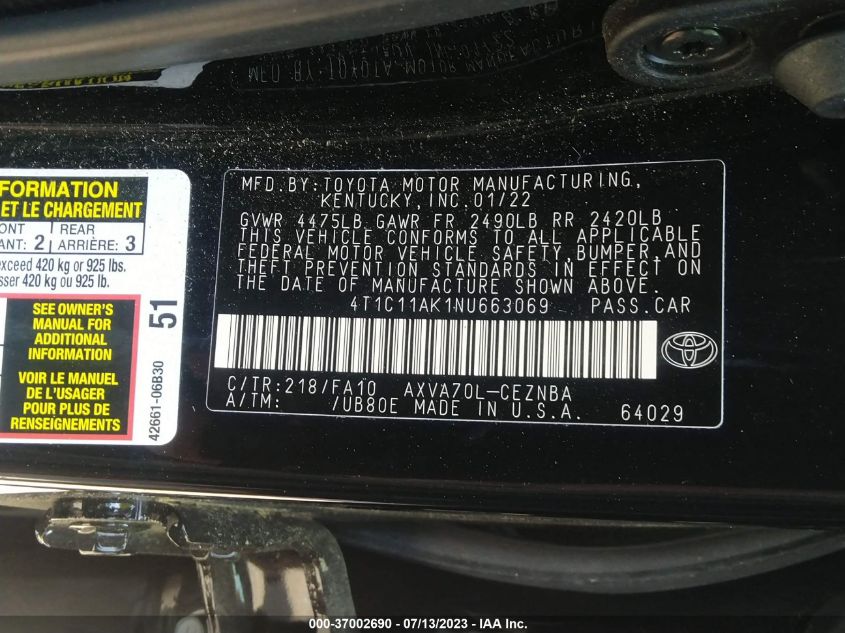 FORMATION
ET LE CHARGEMENT
ONT REAR
ANT: 2 ARRIÈRE: 3
exceed 420 kg or 925 lbs.
sser 420 kg ou 925 lb.
SEE OWNER'S
MANUAL FOR
ADDITIONAL
INFORMATION
VOIR LE MANUEL
DE L'USAGER
POUR PLUS DE
RENSEIGNEMENTS
51
42661-06B30
MFD.BY:TOYOTA MOTOR MANUFACTURING,
KENTUCKY, INC.01/22
GVWR 4475LB GAWR FR 2490LB RR 2420LB
THIS VEHICLE CONFORMS TO ALL APPLICABLE
FEDERAL MOTOR VEHICLE SAFETY,BUMPER,AND
THEFT PREVENTION STANDARDS IN EFFECT ON
THE DATE OF MANUFACTURE SHOWN ABOVE.
4T1C11AK1NU663069 PASS.CAR
C/TR:218/FA10 AXVA70L-CEZNBA
A/TM: /UB80E MADE IN U.S.A. 64029
000-37002690 - 07/13/2023 - IAA Inc.